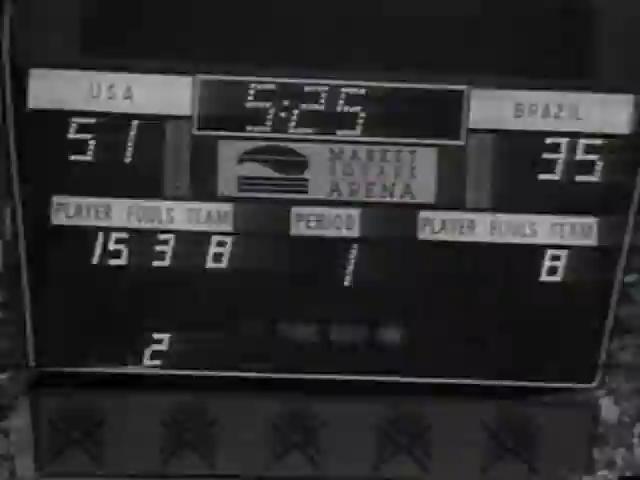 USA 5:25 BRAZIL
51 35
MARKET
SQUARE
ARENA
PLAYER FOULS TEAM PERIOD PLAYER FOULS TEAM
15 3 8 1 8
2